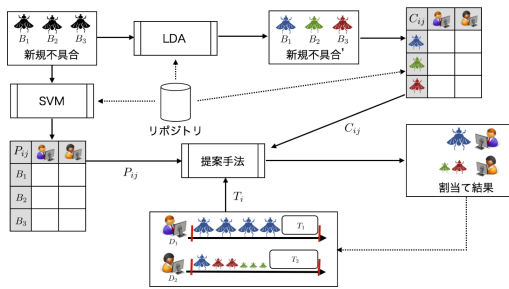 B1 B2 B3
新規不具合
LDA
B1 B2 B3
新規不具合'
Cij
SVM
リポジトリ
Cij
Pij
B1
B2
B3
Pij
提案手法
Ti
割当て結果
D1
T1
D2
T2